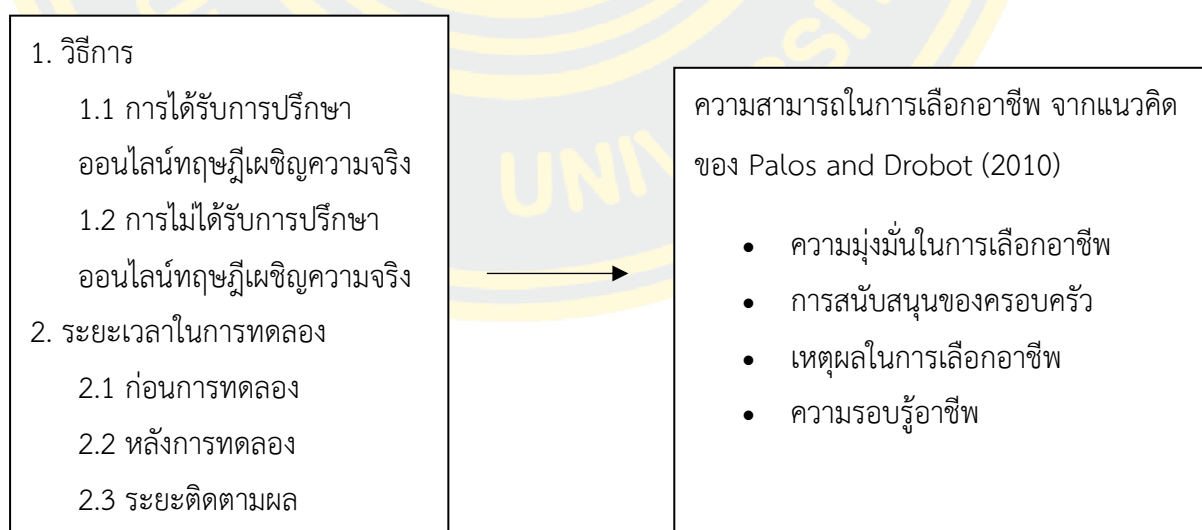 1. วิธีการ
1.1 การได้รับการปรึกษา
ออนไลน์ทฤษฎีเผชิญความจริง
1.2 การไม่ได้รับการปรึกษา
ออนไลน์ทฤษฎีเผชิญความจริง
2. ระยะเวลาในการทดลอง
2.1 ก่อนการทดลอง
2.2 หลังการทดลอง
2.3 ระยะติดตามผล
ความสามารถในการเลือกอาชีพ จากแนวคิด
ของ Palos and Drobot (2010)
• ความมุ่งมั่นในการเลือกอาชีพ
• การสนับสนุนของครอบครัว
• เหตุผลในการเลือกอาชีพ
• ความรอบรู้อาชีพ